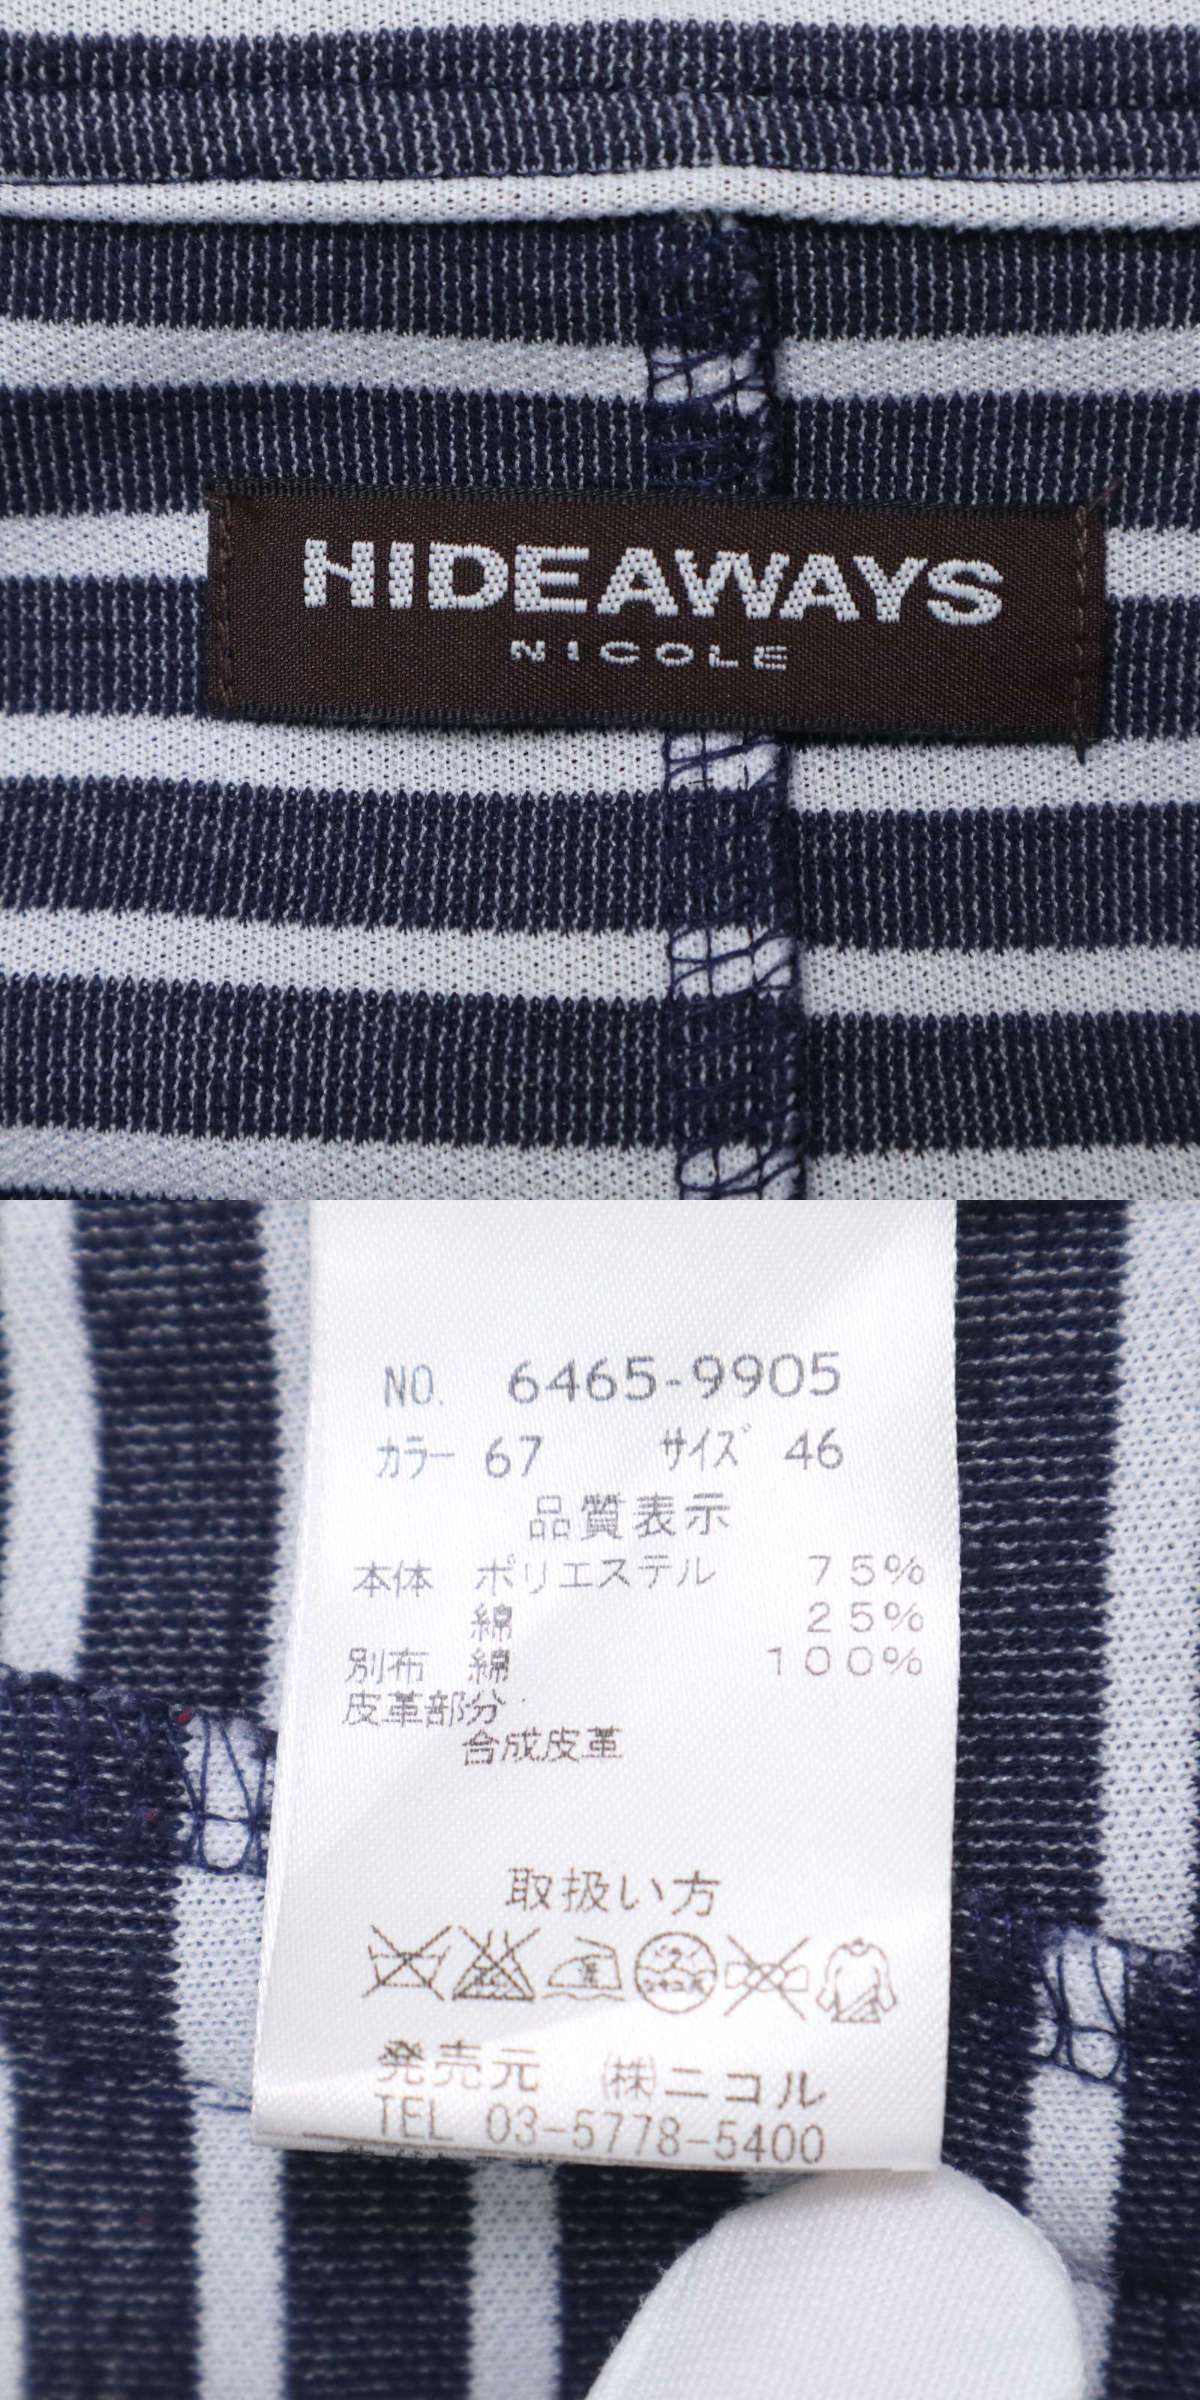 HIDEAWAYS
NICOLE
NO. 6465-9905
カラー 67 サイズ 46
品質表示
本体 ポリエステル 75%
綿 25%
別布 綿 100%
皮革部分
合成皮革
取扱い方
発売元 ㈱ニコル
TEL 03-5778-5400